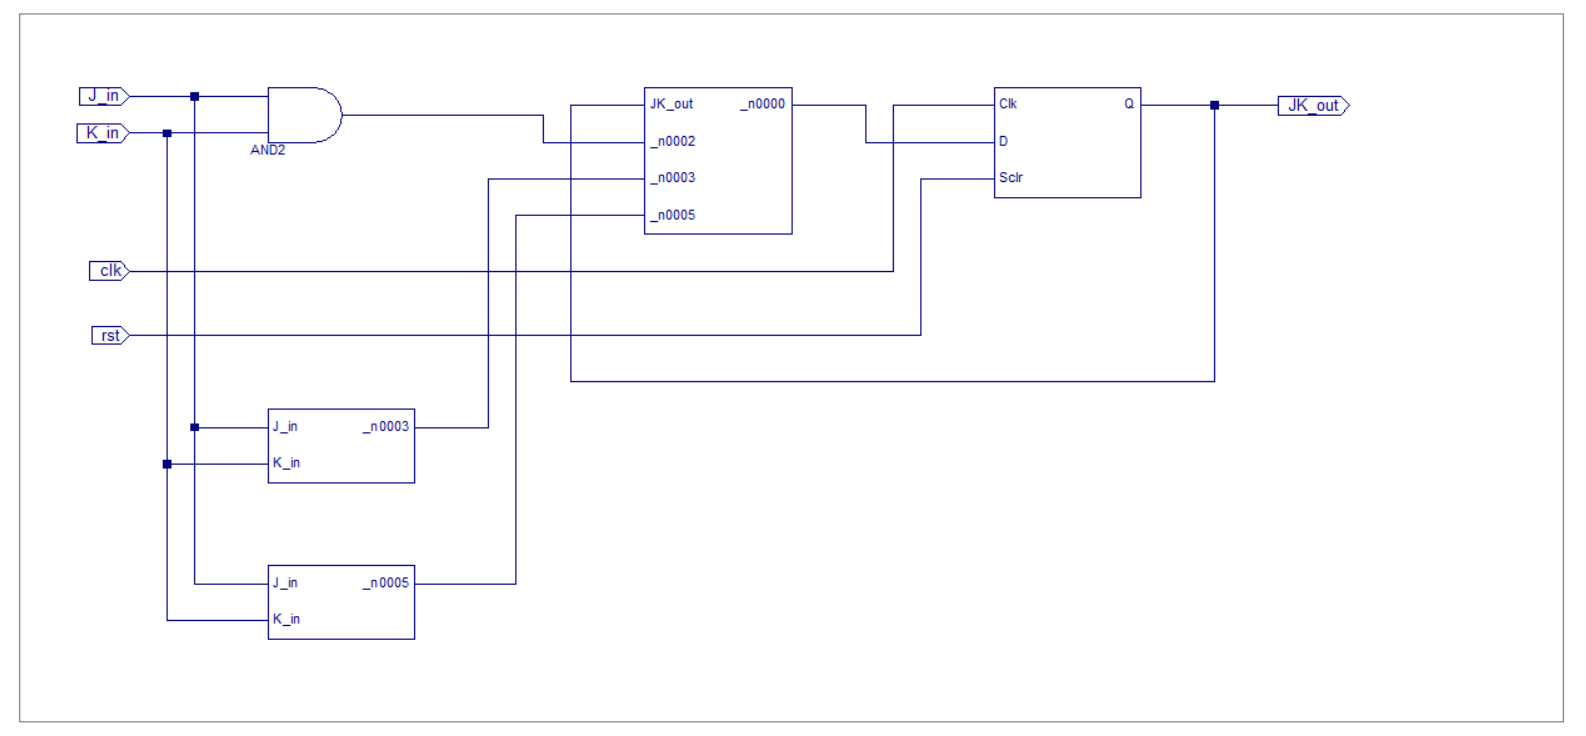 J_in
K_in
AND2
JK_out
_n0000
_n0002
_n0003
_n0005
Clk
Q
D
Sclr
JK_out
clk
rst
J_in
_n0003
K_in
J_in
_n0005
K_in